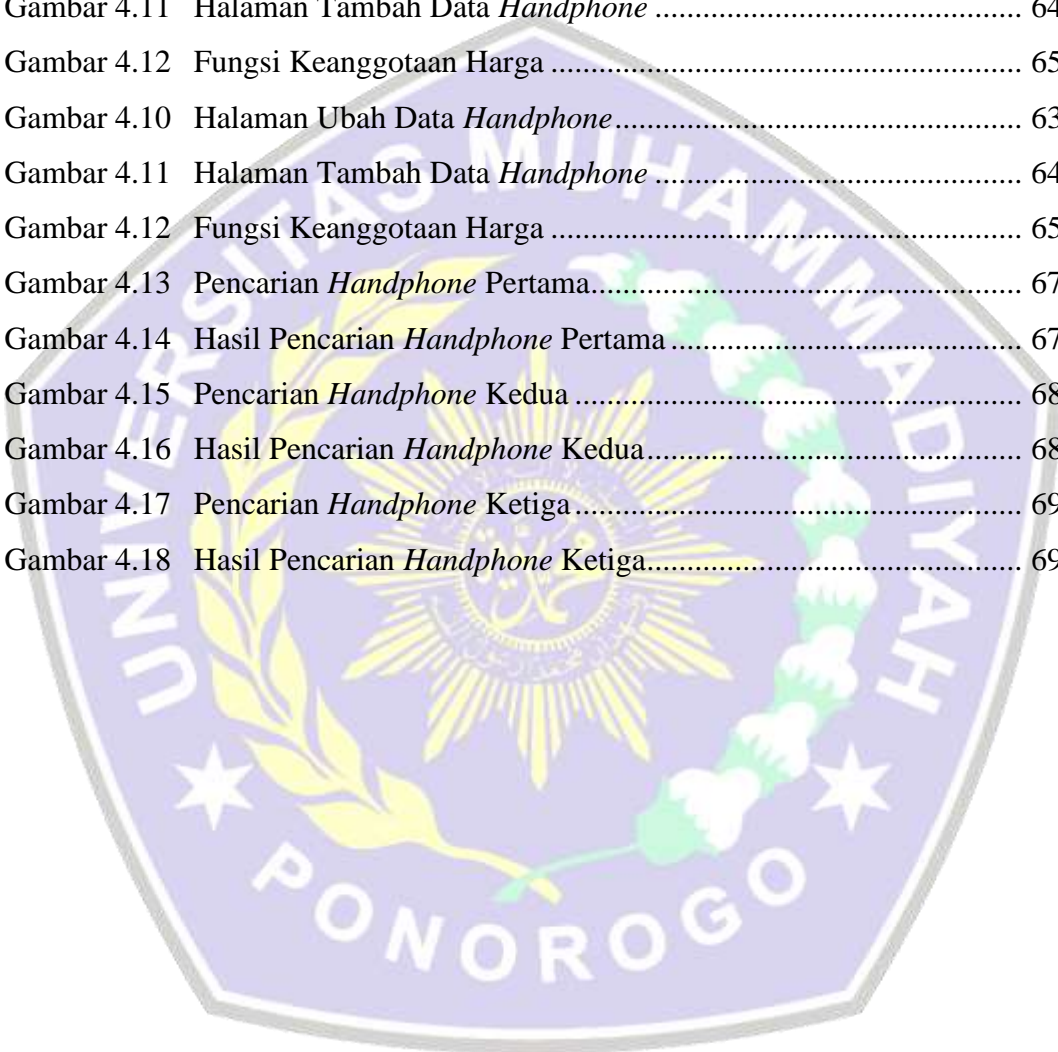 Gambar 4.11 Halaman Tambah Data Handphone ........................................... 64
Gambar 4.12 Fungsi Keanggotaan Harga ........................................................ 65
Gambar 4.10 Halaman Ubah Data Handphone ................................................ 63
Gambar 4.11 Halaman Tambah Data Handphone ........................................... 64
Gambar 4.12 Fungsi Keanggotaan Harga ........................................................ 65
Gambar 4.13 Pencarian Handphone Pertama................................................... 67
Gambar 4.14 Hasil Pencarian Handphone Pertama ......................................... 67
Gambar 4.15 Pencarian Handphone Kedua ..................................................... 68
Gambar 4.16 Hasil Pencarian Handphone Kedua............................................ 68
Gambar 4.17 Pencarian Handphone Ketiga ..................................................... 69
Gambar 4.18 Hasil Pencarian Handphone Ketiga............................................ 69
UNIVERSITAS MUHAMMADIYAH
PONOROGO